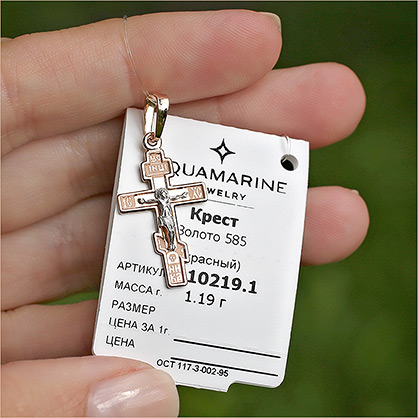 QUAMARINE
EWELRY
Крест
Золото 585
красный)
АРТИКУЛ 10219.1
МАССА г. 1.19 г
РАЗМЕР
ЦЕНА ЗА 1г.
ЦЕНА
ОСТ 117-3-002-95